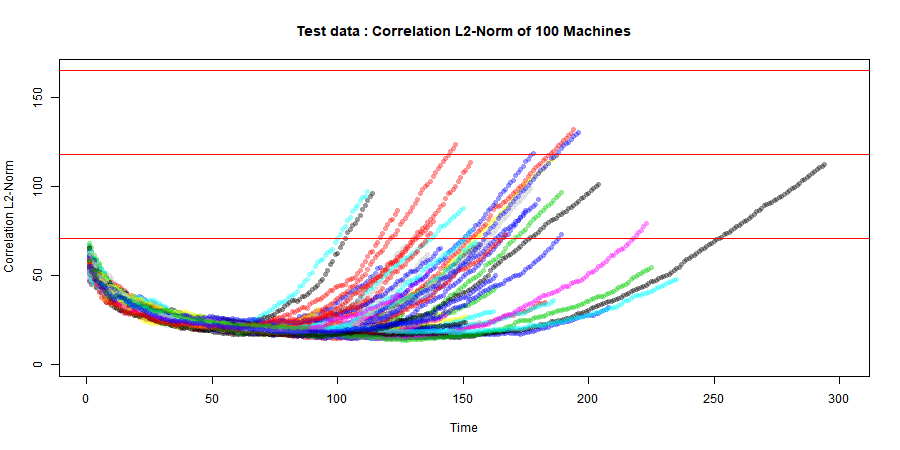 Test data : Correlation L2-Norm of 100 Machines
Correlation L2-Norm
150
100
50
0
0 50 100 150 200 250 300
Time